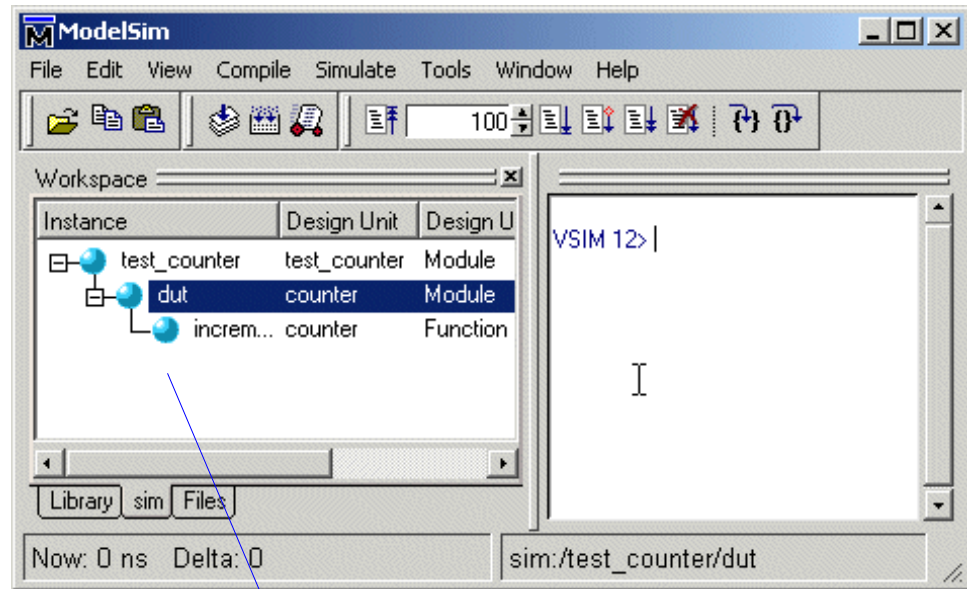 ModelSim
File Edit View Compile Simulate Tools Window Help
100
Workspace
Instance Design Unit Design U
test_counter test_counter Module
dut counter Module
increm... counter Function
VSIM 12>
Library sim Files
Now: 0 ns Delta: 0
sim:/test_counter/dut